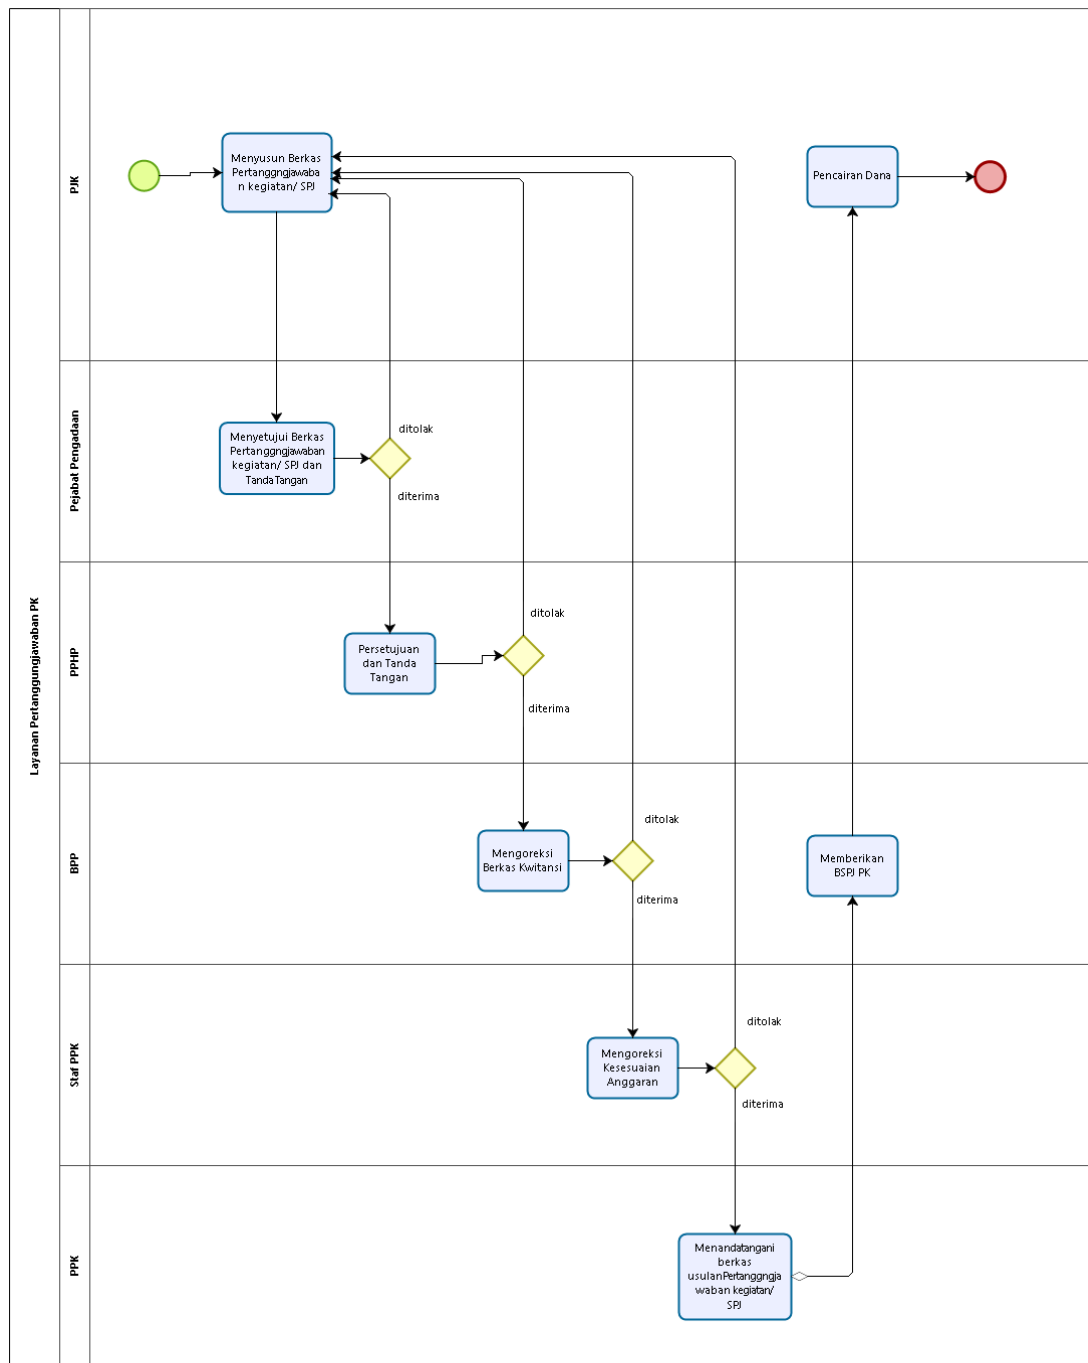 Layanan Pertanggungjawaban PK
PJK
Menyusun Berkas
Pertanggngjawaba
n kegiatan/ SPJ
Pencairan Dana
Pejabat Pengadaan
Menyetujui Berkas
Pertanggngjawaban
kegiatan/ SPJ dan
Tanda Tangan
ditolak
diterima
PPHP
Persetujuan
dan Tanda
Tangan
ditolak
diterima
BPP
Mengoreksi
Berkas Kwitansi
ditolak
diterima
Memberikan
BSPJ PK
Staf PPK
Mengoreksi
Kesesuaian
Anggaran
ditolak
diterima
PPK
Menandatangani
berkas
usulanPertanggngja
waban kegiatan/
SPJ